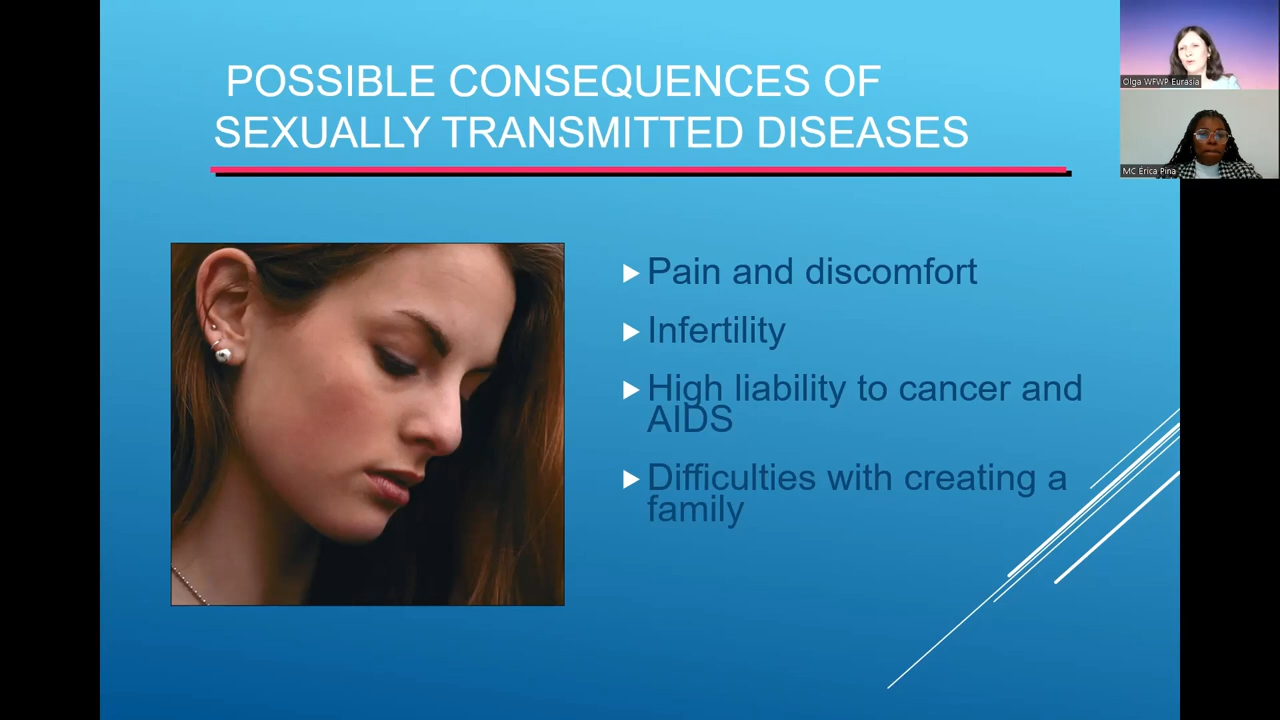 POSSIBLE CONSEQUENCES OF
SEXUALLY TRANSMITTED DISEASES
Pain and discomfort
Infertility
High liability to cancer and
AIDS
Difficulties with creating a
family
Olga WFWP Eurasia
MC Érica Pina